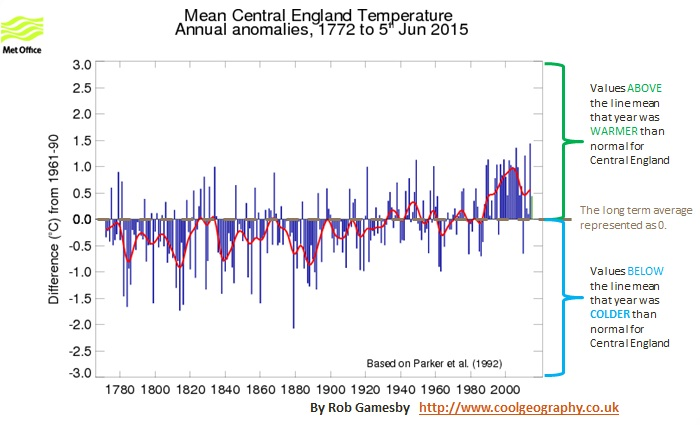 Mean Central England Temperature
Annual anomalies, 1772 to 5th Jun 2015
Met Office
3.0
2.5
2.0
1.5
1.0
0.5
0.0
-0.5
-1.0
-1.5
-2.0
-2.5
-3.0
Difference (°C) from 1961-90
1780 1800 1820 1840 1860 1880 1900 1920 1940 1960 1980 2000
Based on Parker et al. (1992)
Values ABOVE
the line mean
that year was
WARMER than
normal for
Central England
The long term average
represented as 0.
Values BELOW
the line mean
that year was
COLDER than
normal for
Central England
By Rob Gamesby http://www.coolgeography.co.uk